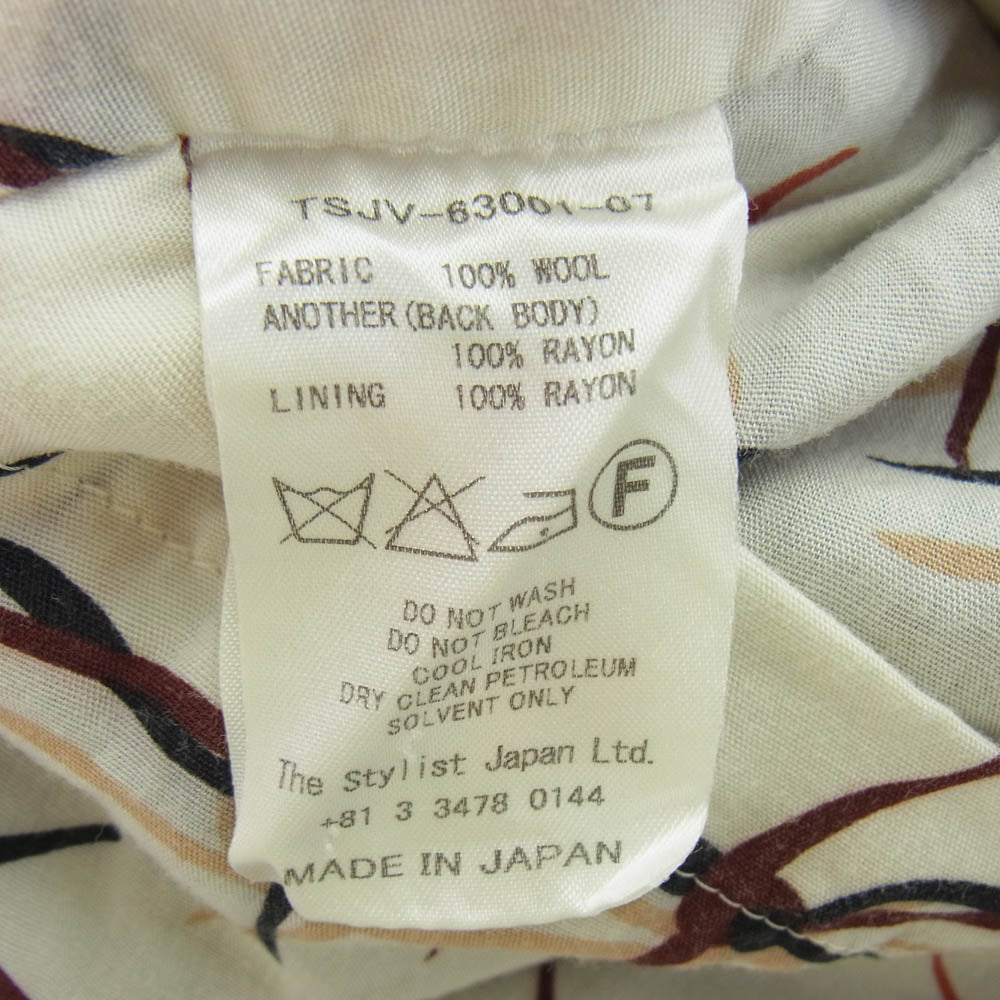 TSJV-63001-07
FABRIC 100% WOOL
ANOTHER (BACK BODY)
100% RAYON
LINING 100% RAYON
F
DO NOT WASH
DO NOT BLEACH
COOL IRON
DRY CLEAN PETROLEUM
SOLVENT ONLY
The Stylist Japan Ltd.
+81 3 3478 0144
MADE IN JAPAN